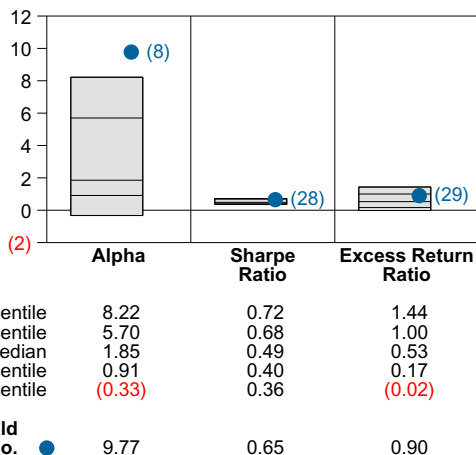 12
10
(8)
8
6
4
2
(28)
(29)
0
(2)
Alpha Sharpe Ratio Excess Return Ratio
entile 8.22 0.72 1.44
entile 5.70 0.68 1.00
edian 1.85 0.49 0.53
entile 0.91 0.40 0.17
entile (0.33) 0.36 (0.02)
ld
o. 9.77 0.65 0.90